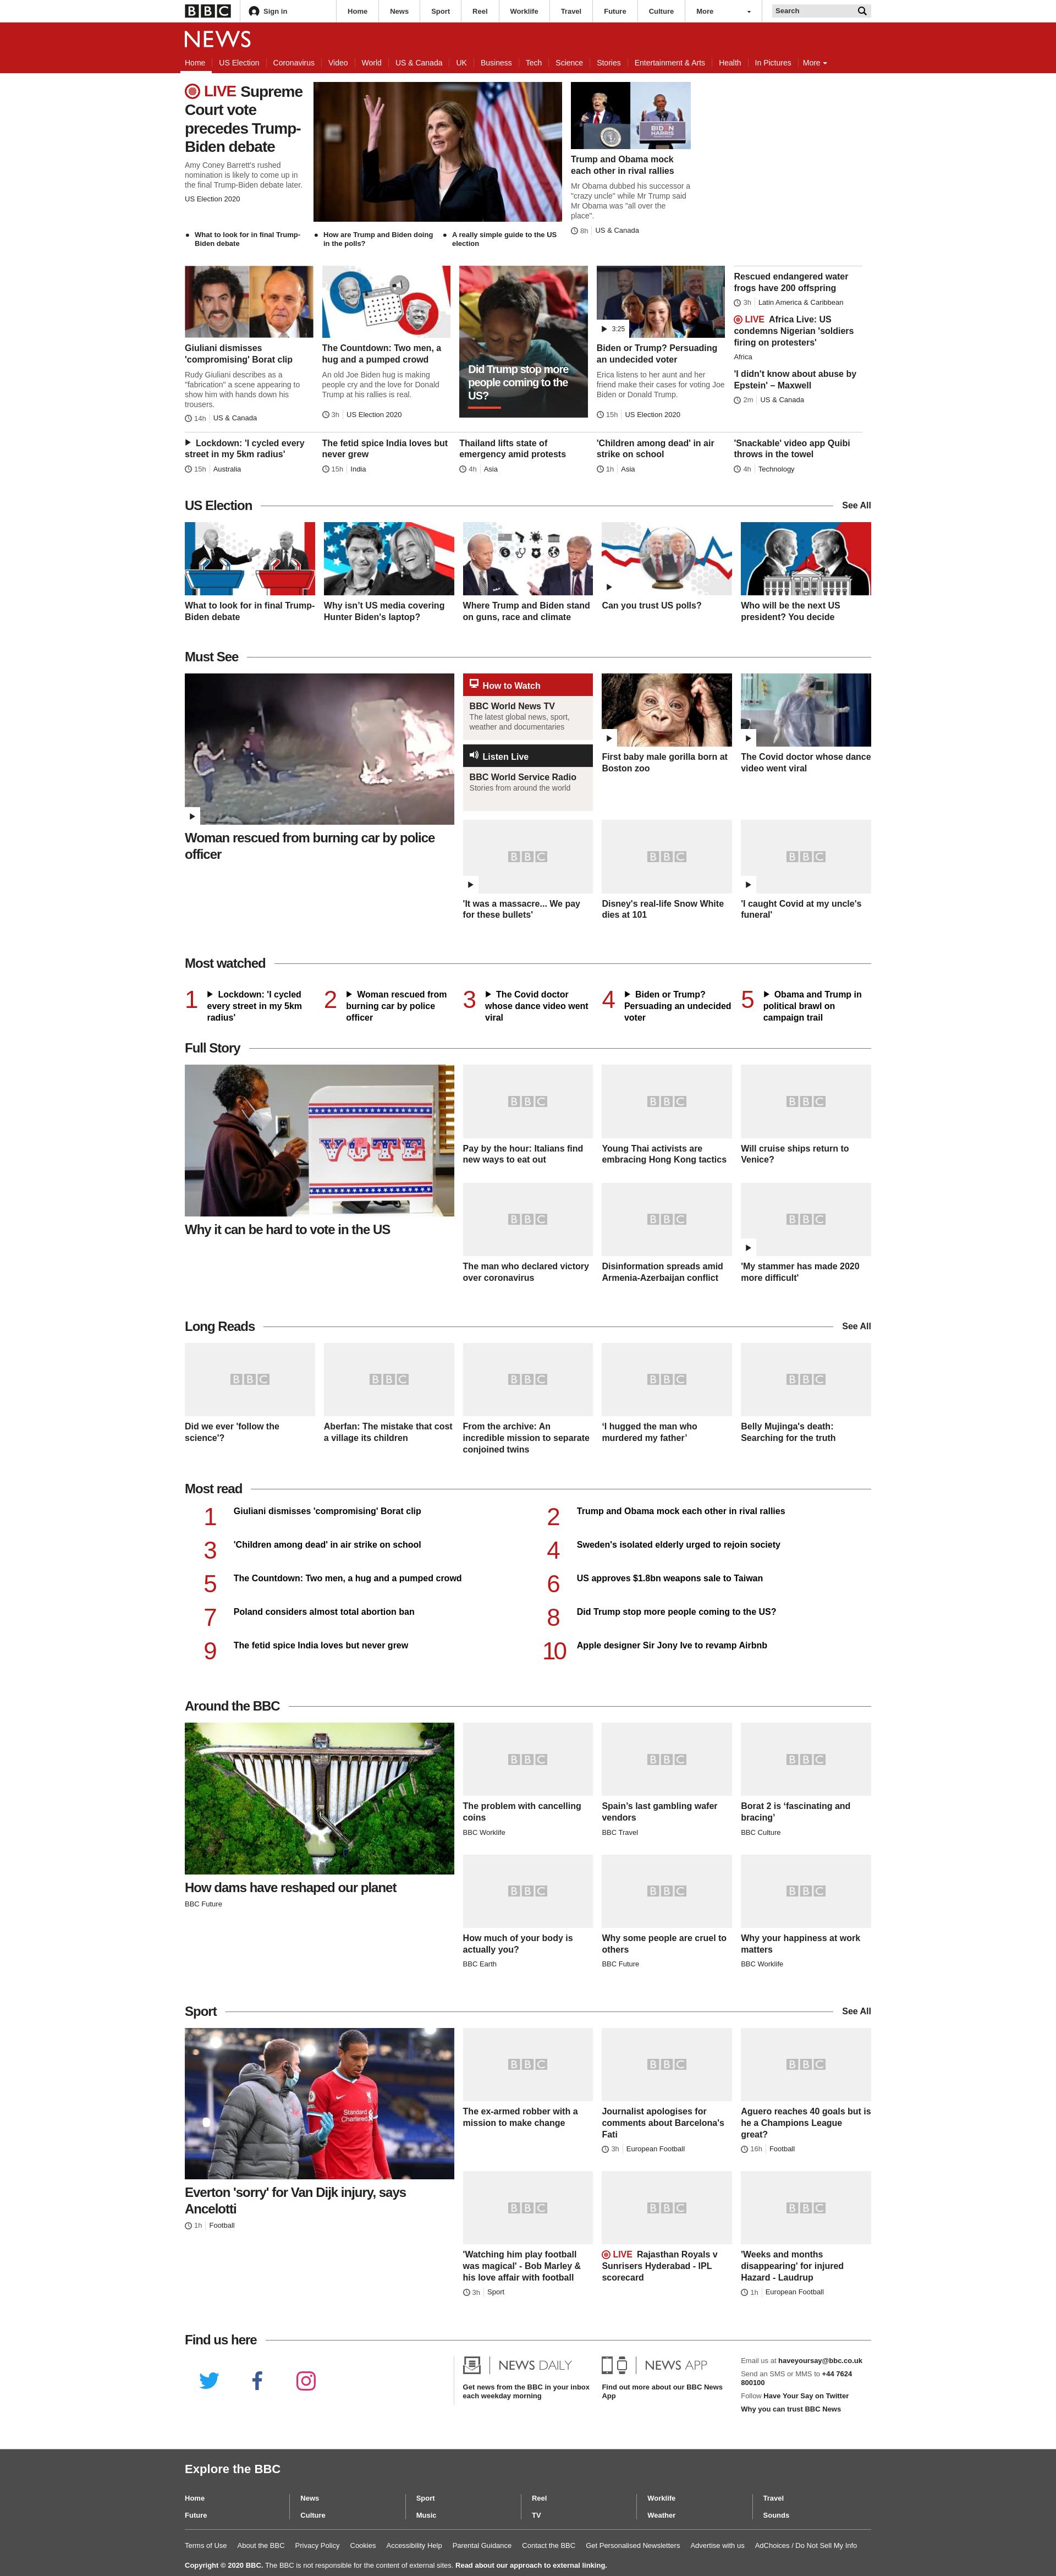 BBC
Sign in
Home
News
Sport
Reel
Worklife
Travel
Future
Culture
More
Search
NEWS
Home
US Election
Coronavirus
Video
World
US & Canada
UK
Business
Tech
Science
Stories
Entertainment & Arts
Health
In Pictures
More
LIVE Supreme
Court vote
precedes Trump-
Biden debate
Amy Coney Barrett's rushed
nomination is likely to come up in
the final Trump-Biden debate later.
US Election 2020
BIDEN
HARRIS
Trump and Obama mock
each other in rival rallies
Mr Obama dubbed his successor a
"crazy uncle" while Mr Trump said
Mr Obama was "all over the
place".
8h
US & Canada
What to look for in final Trump-
Biden debate
How are Trump and Biden doing
in the polls?
A really simple guide to the US
election
Giuliani dismisses
'compromising' Borat clip
Rudy Giuliani describes as a
"fabrication" a scene appearing to
show him with hands down his
trousers.
14h
US & Canada
The Countdown: Two men, a
hug and a pumped crowd
An old Joe Biden hug is making
people cry and the love for Donald
Trump at his rallies is real.
3h
US Election 2020
Did Trump stop more
people coming to the
US?
3:25
Biden or Trump? Persuading
an undecided voter
Erica listens to her aunt and her
friend make their cases for voting Joe
Biden or Donald Trump.
15h
US Election 2020
Rescued endangered water
frogs have 200 offspring
3h
Latin America & Caribbean
LIVE Africa Live: US
condemns Nigerian 'soldiers
firing on protesters'
Africa
'I didn't know about abuse by
Epstein' – Maxwell
2m
US & Canada
Lockdown: 'I cycled every
street in my 5km radius'
15h
Australia
The fetid spice India loves but
never grew
15h
India
Thailand lifts state of
emergency amid protests
4h
Asia
'Children among dead' in air
strike on school
1h
Asia
'Snackable' video app Quibi
throws in the towel
4h
Technology
US Election
See All
What to look for in final Trump-
Biden debate
Why isn't US media covering
Hunter Biden's laptop?
Where Trump and Biden stand
on guns, race and climate
Can you trust US polls?
Who will be the next US
president? You decide
Must See
Woman rescued from burning car by police
officer
How to Watch
BBC World News TV
The latest global news, sport,
weather and documentaries
Listen Live
BBC World Service Radio
Stories from around the world
First baby male gorilla born at
Boston zoo
The Covid doctor whose dance
video went viral
BBC
'It was a massacre... We pay
for these bullets'
BBC
Disney's real-life Snow White
dies at 101
BBC
'I caught Covid at my uncle's
funeral'
Most watched
1
Lockdown: 'I cycled
every street in my 5km
radius'
2
Woman rescued from
burning car by police
officer
3
The Covid doctor
whose dance video went
viral
4
Biden or Trump?
Persuading an undecided
voter
5
Obama and Trump in
political brawl on
campaign trail
Full Story
VOTE
Why it can be hard to vote in the US
BBC
Pay by the hour: Italians find
new ways to eat out
BBC
Young Thai activists are
embracing Hong Kong tactics
BBC
Will cruise ships return to
Venice?
BBC
The man who declared victory
over coronavirus
BBC
Disinformation spreads amid
Armenia-Azerbaijan conflict
BBC
'My stammer has made 2020
more difficult'
Long Reads
See All
BBC
Did we ever 'follow the
science'?
BBC
Aberfan: The mistake that cost
a village its children
BBC
From the archive: An
incredible mission to separate
conjoined twins
BBC
'I hugged the man who
murdered my father'
BBC
Belly Mujinga's death:
Searching for the truth
Most read
1
Giuliani dismisses 'compromising' Borat clip
2
Trump and Obama mock each other in rival rallies
3
'Children among dead' in air strike on school
4
Sweden's isolated elderly urged to rejoin society
5
The Countdown: Two men, a hug and a pumped crowd
6
US approves $1.8bn weapons sale to Taiwan
7
Poland considers almost total abortion ban
8
Did Trump stop more people coming to the US?
9
The fetid spice India loves but never grew
10
Apple designer Sir Jony Ive to revamp Airbnb
Around the BBC
How dams have reshaped our planet
BBC Future
BBC
The problem with cancelling
coins
BBC Worklife
BBC
Spain's last gambling wafer
vendors
BBC Travel
BBC
Borat 2 is 'fascinating and
bracing'
BBC Culture
BBC
How much of your body is
actually you?
BBC Earth
BBC
Why some people are cruel to
others
BBC Future
BBC
Why your happiness at work
matters
BBC Worklife
Sport
See All
Standard
Chartered
Everton 'sorry' for Van Dijk injury, says
Ancelotti
1h
Football
BBC
The ex-armed robber with a
mission to make change
BBC
Journalist apologises for
comments about Barcelona's
Fati
3h
European Football
BBC
Aguero reaches 40 goals but is
he a Champions League
great?
16h
Football
BBC
'Watching him play football
was magical' - Bob Marley &
his love affair with football
3h
Sport
BBC
LIVE Rajasthan Royals v
Sunrisers Hyderabad - IPL
scorecard
BBC
'Weeks and months
disappearing' for injured
Hazard - Laudrup
1h
European Football
Find us here
NEWS DAILY
Get news from the BBC in your inbox
each weekday morning
NEWS APP
Find out more about our BBC News
App
Email us at haveyoursay@bbc.co.uk
Send an SMS or MMS to +44 7624
800100
Follow Have Your Say on Twitter
Why you can trust BBC News
Explore the BBC
Home
News
Sport
Reel
Worklife
Travel
Future
Culture
Music
TV
Weather
Sounds
Terms of Use
About the BBC
Privacy Policy
Cookies
Accessibility Help
Parental Guidance
Contact the BBC
Get Personalised Newsletters
Advertise with us
AdChoices / Do Not Sell My Info
Copyright © 2020 BBC. The BBC is not responsible for the content of external sites. Read about our approach to external linking.